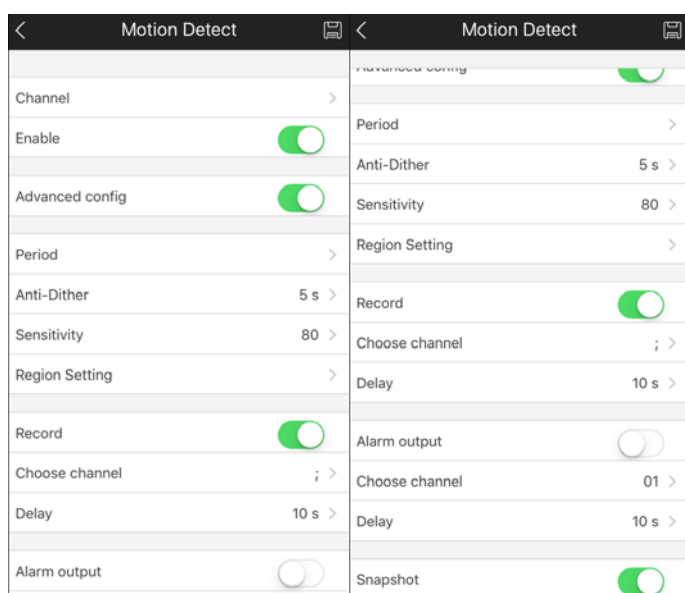 Motion Detect
Channel
Enable
Advanced config
Period
Anti-Dither 5 s
Sensitivity 80
Region Setting
Record
Choose channel ;
Delay 10 s
Alarm output
Motion Detect
Advanced config
Period
Anti-Dither 5 s
Sensitivity 80
Region Setting
Record
Choose channel ;
Delay 10 s
Alarm output
Choose channel 01
Delay 10 s
Snapshot